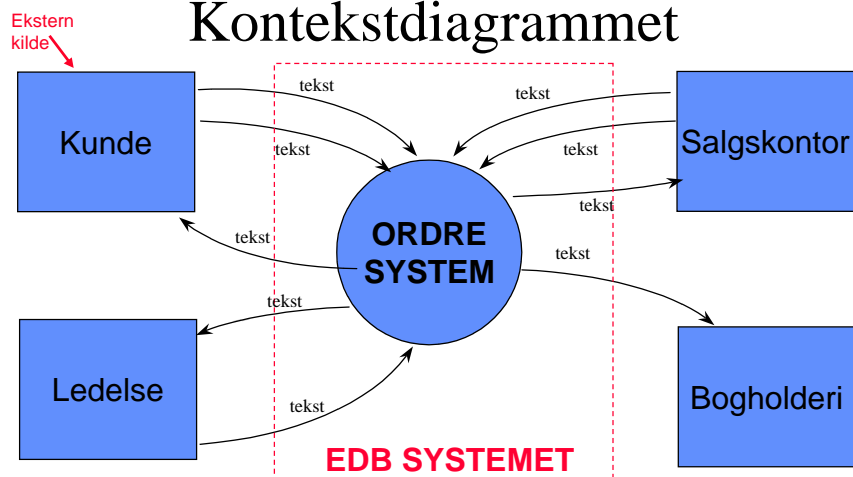 Kontekstdiagrammet
Ekstern
kilde
tekst
tekst
Kunde
Salgskontor
tekst
tekst
tekst
ORDRE
SYSTEM
tekst
tekst
tekst
Ledelse
Bogholderi
tekst
EDB SYSTEMET